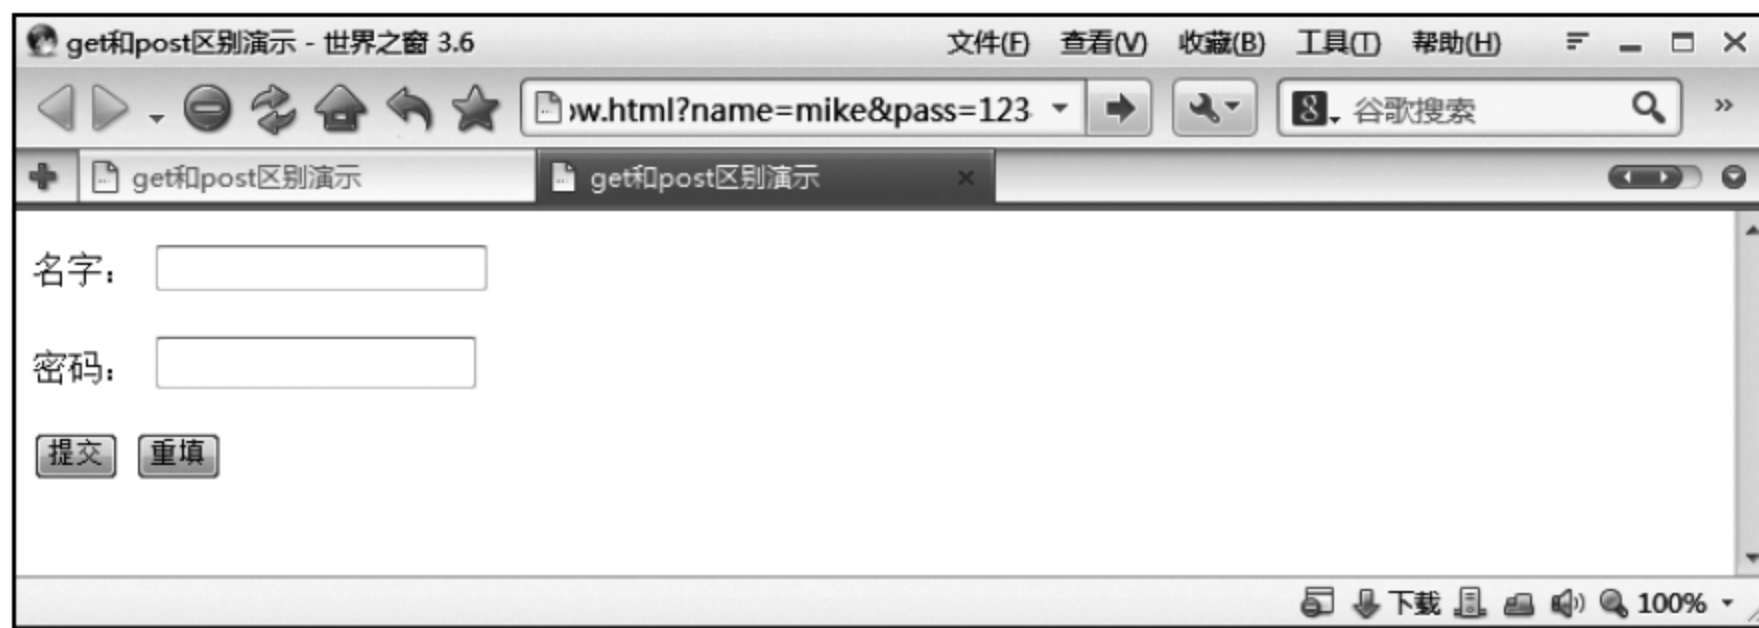 get和post区别演示 - 世界之窗 3.6 文件(F) 查看(V) 收藏(B) 工具(T) 帮助(H)
ow.html?name=mike&pass=123 谷歌搜索
get和post区别演示 get和post区别演示
名字：
密码：
提交 重填
下载 100%